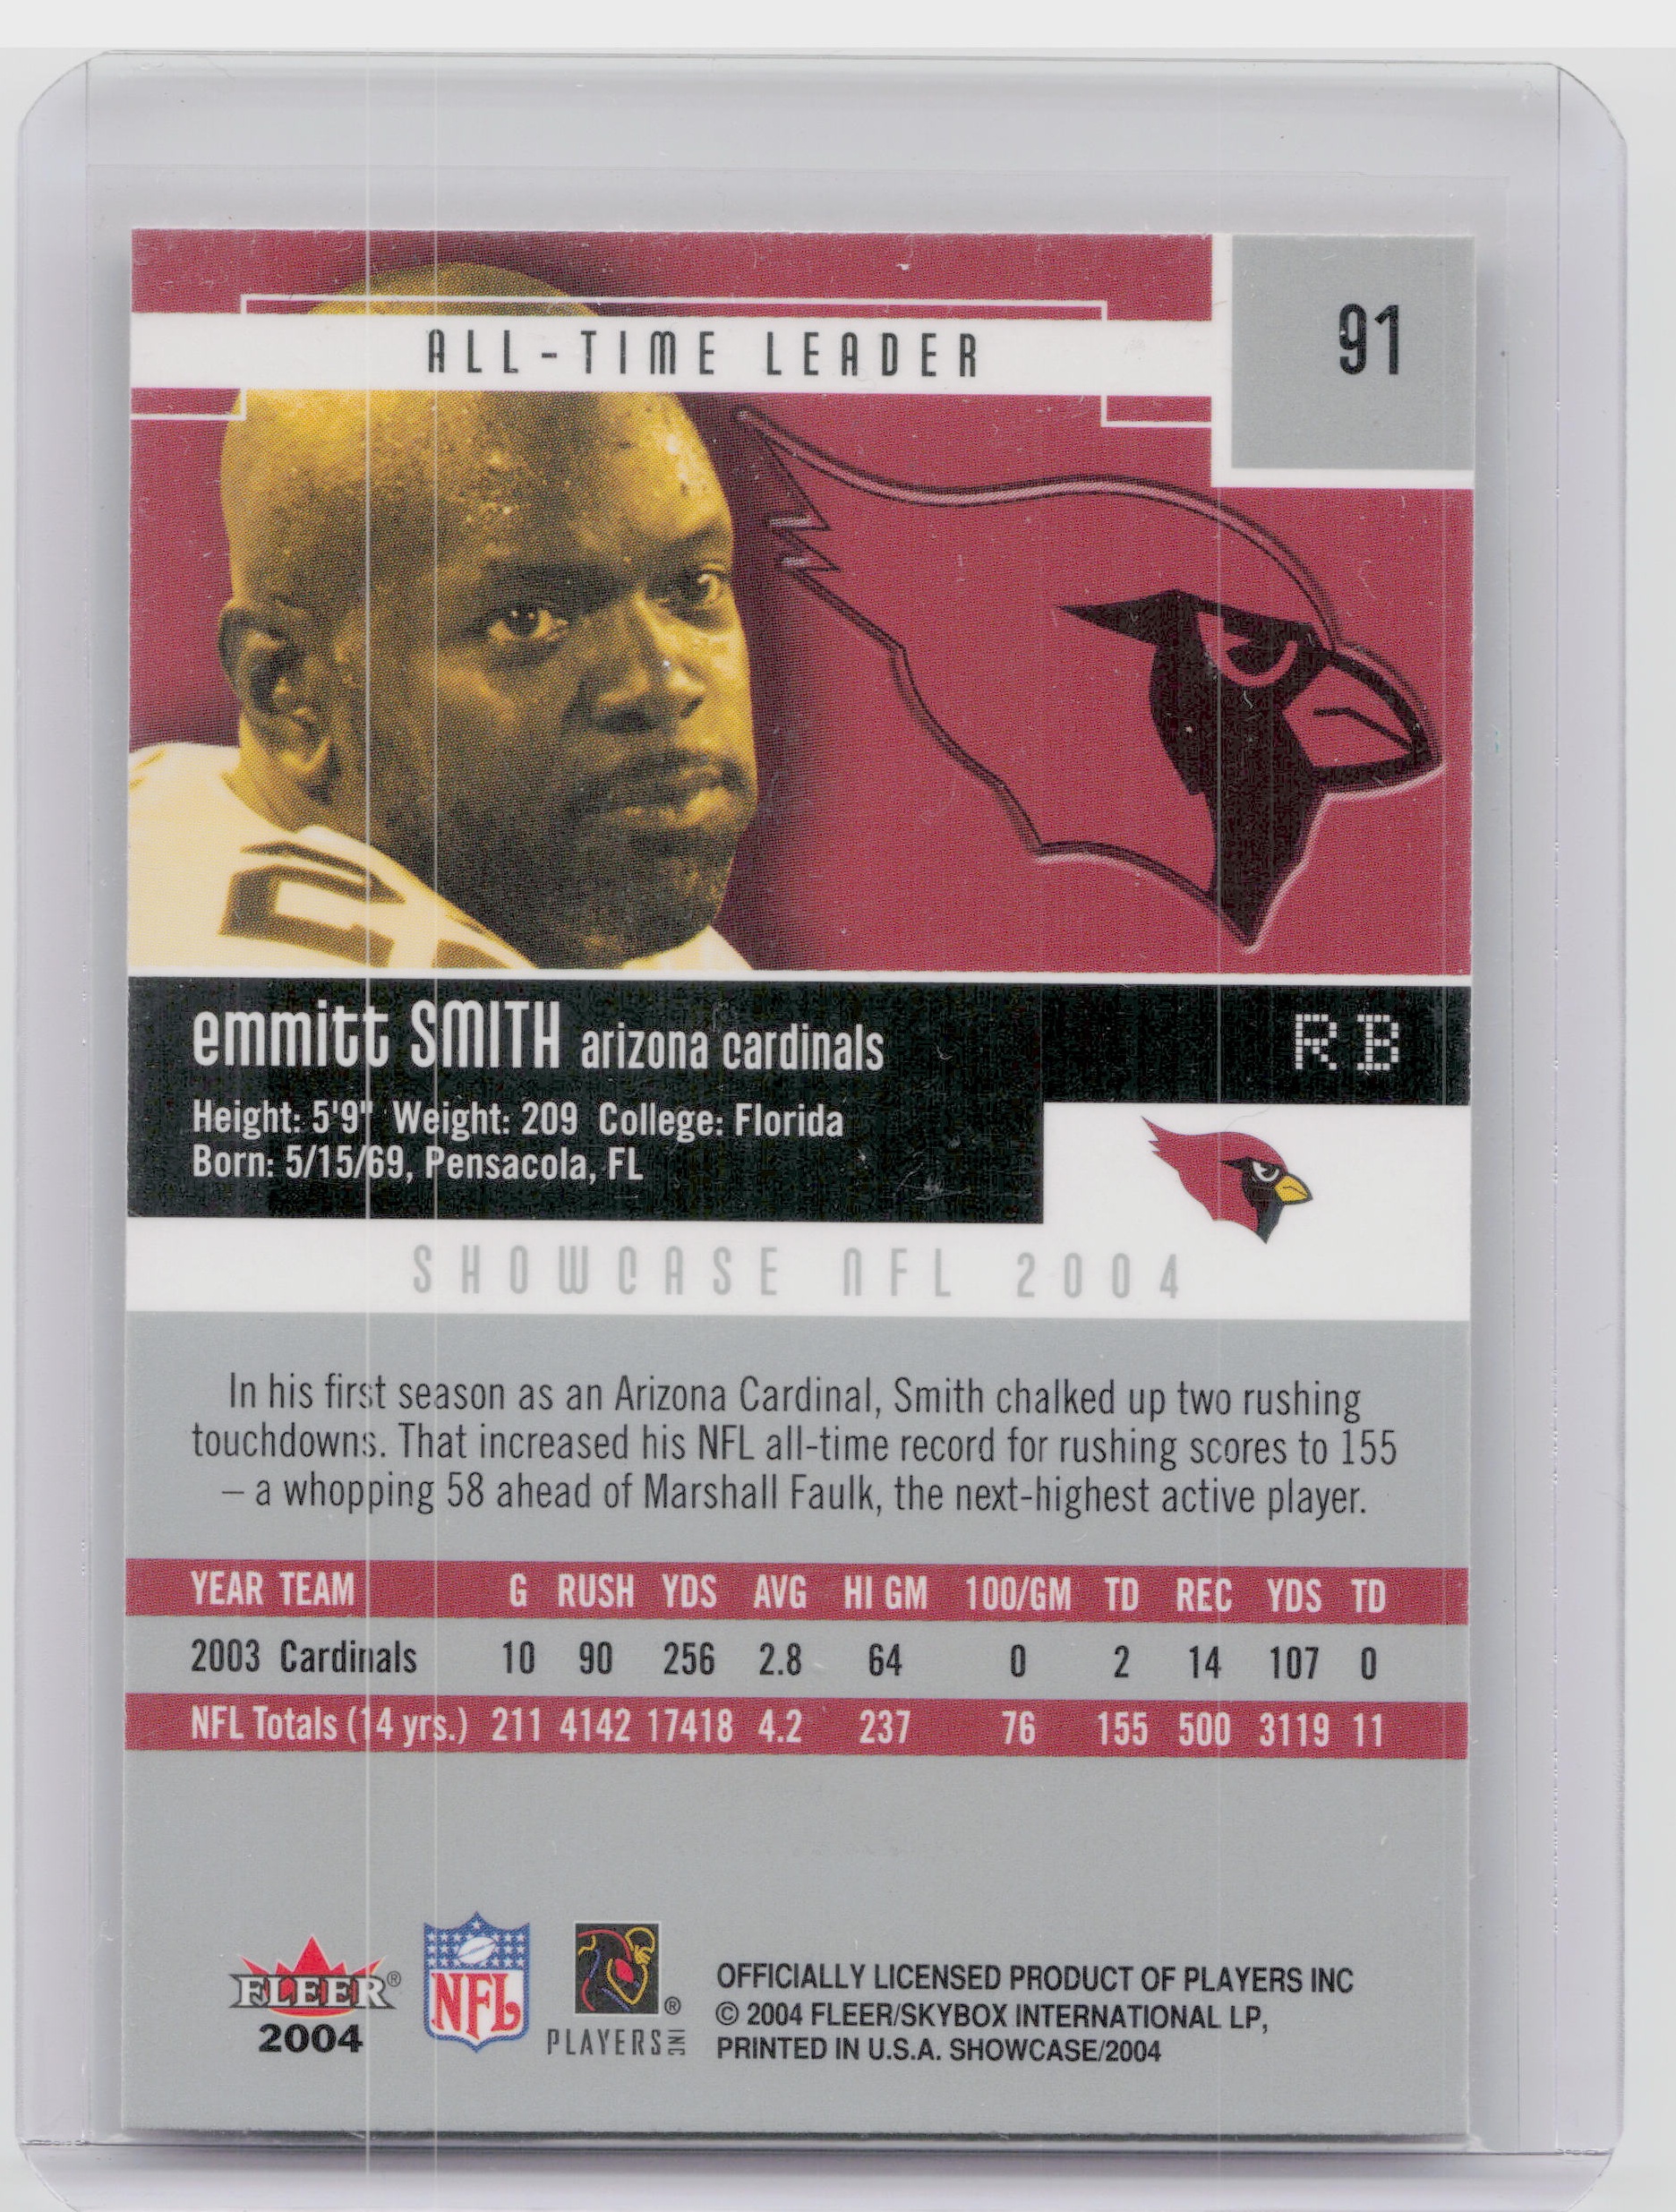 ALL-TIME LEADER
91
emmitt SMITH arizona cardinals
RB
Height: 5'9" Weight: 209 College: Florida
Born: 5/15/69, Pensacola, FL
SHOWCASE NFL 2004
In his first season as an Arizona Cardinal, Smith chalked up two rushing
touchdowns. That increased his NFL all-time record for rushing scores to 155
– a whopping 58 ahead of Marshall Faulk, the next-highest active player.
YEAR TEAM G RUSH YDS AVG HI GM 100/GM TD REC YDS TD
2003 Cardinals 10 90 256 2.8 64 0 2 14 107 0
NFL Totals (14 yrs.) 211 4142 17418 4.2 237 76 155 500 3119 11
FLEER®
2004
NFL
®
PLAYERS INC
OFFICIALLY LICENSED PRODUCT OF PLAYERS INC
© 2004 FLEER/SKYBOX INTERNATIONAL LP,
PRINTED IN U.S.A. SHOWCASE/2004